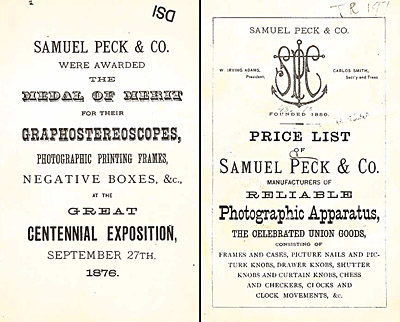 DSI
SAMUEL PECK & CO.
WERE AWARDED
THE
MEDAL OF MERIT
FOR THEIR
GRAPHOSTEREOSCOPES,
PHOTOGRAPHIC PRINTING FRAMES,
NEGATIVE BOXES, &c.,
AT THE
GREAT
CENTENNIAL EXPOSITION,
SEPTEMBER 27TH.
1876.
SAMUEL PECK & CO.
W. IRVING ADAMS,
President,
CARLOS SMITH,
Sec'y and Treas
FOUNDED 1850.
PRICE LIST
OF
SAMUEL PECK & CO.
MANUFACTURERS OF
RELIABLE
Photographic Apparatus,
THE CELEBRATED UNION GOODS,
CONSISTING OF
FRAMES AND CASES, PICTURE NAILS AND PIC-
TURE KNOBS, DRAWER KNOBS, SHUTTER
KNOBS AND CURTAIN KNOBS, CHESS
AND CHECKERS, CLOCKS AND
CLOCK MOVEMENTS, &c.